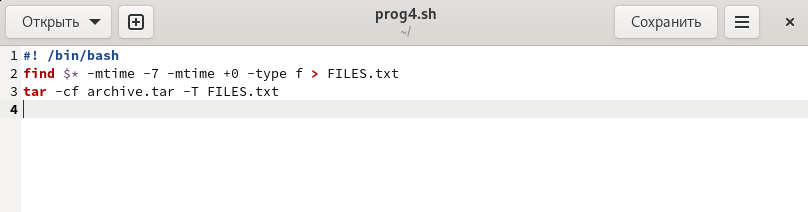 Открыть
prog4.sh
~/
Сохранить
1 #! /bin/bash
2 find $* -mtime -7 -mtime +0 -type f > FILES.txt
3 tar -cf archive.tar -T FILES.txt
4